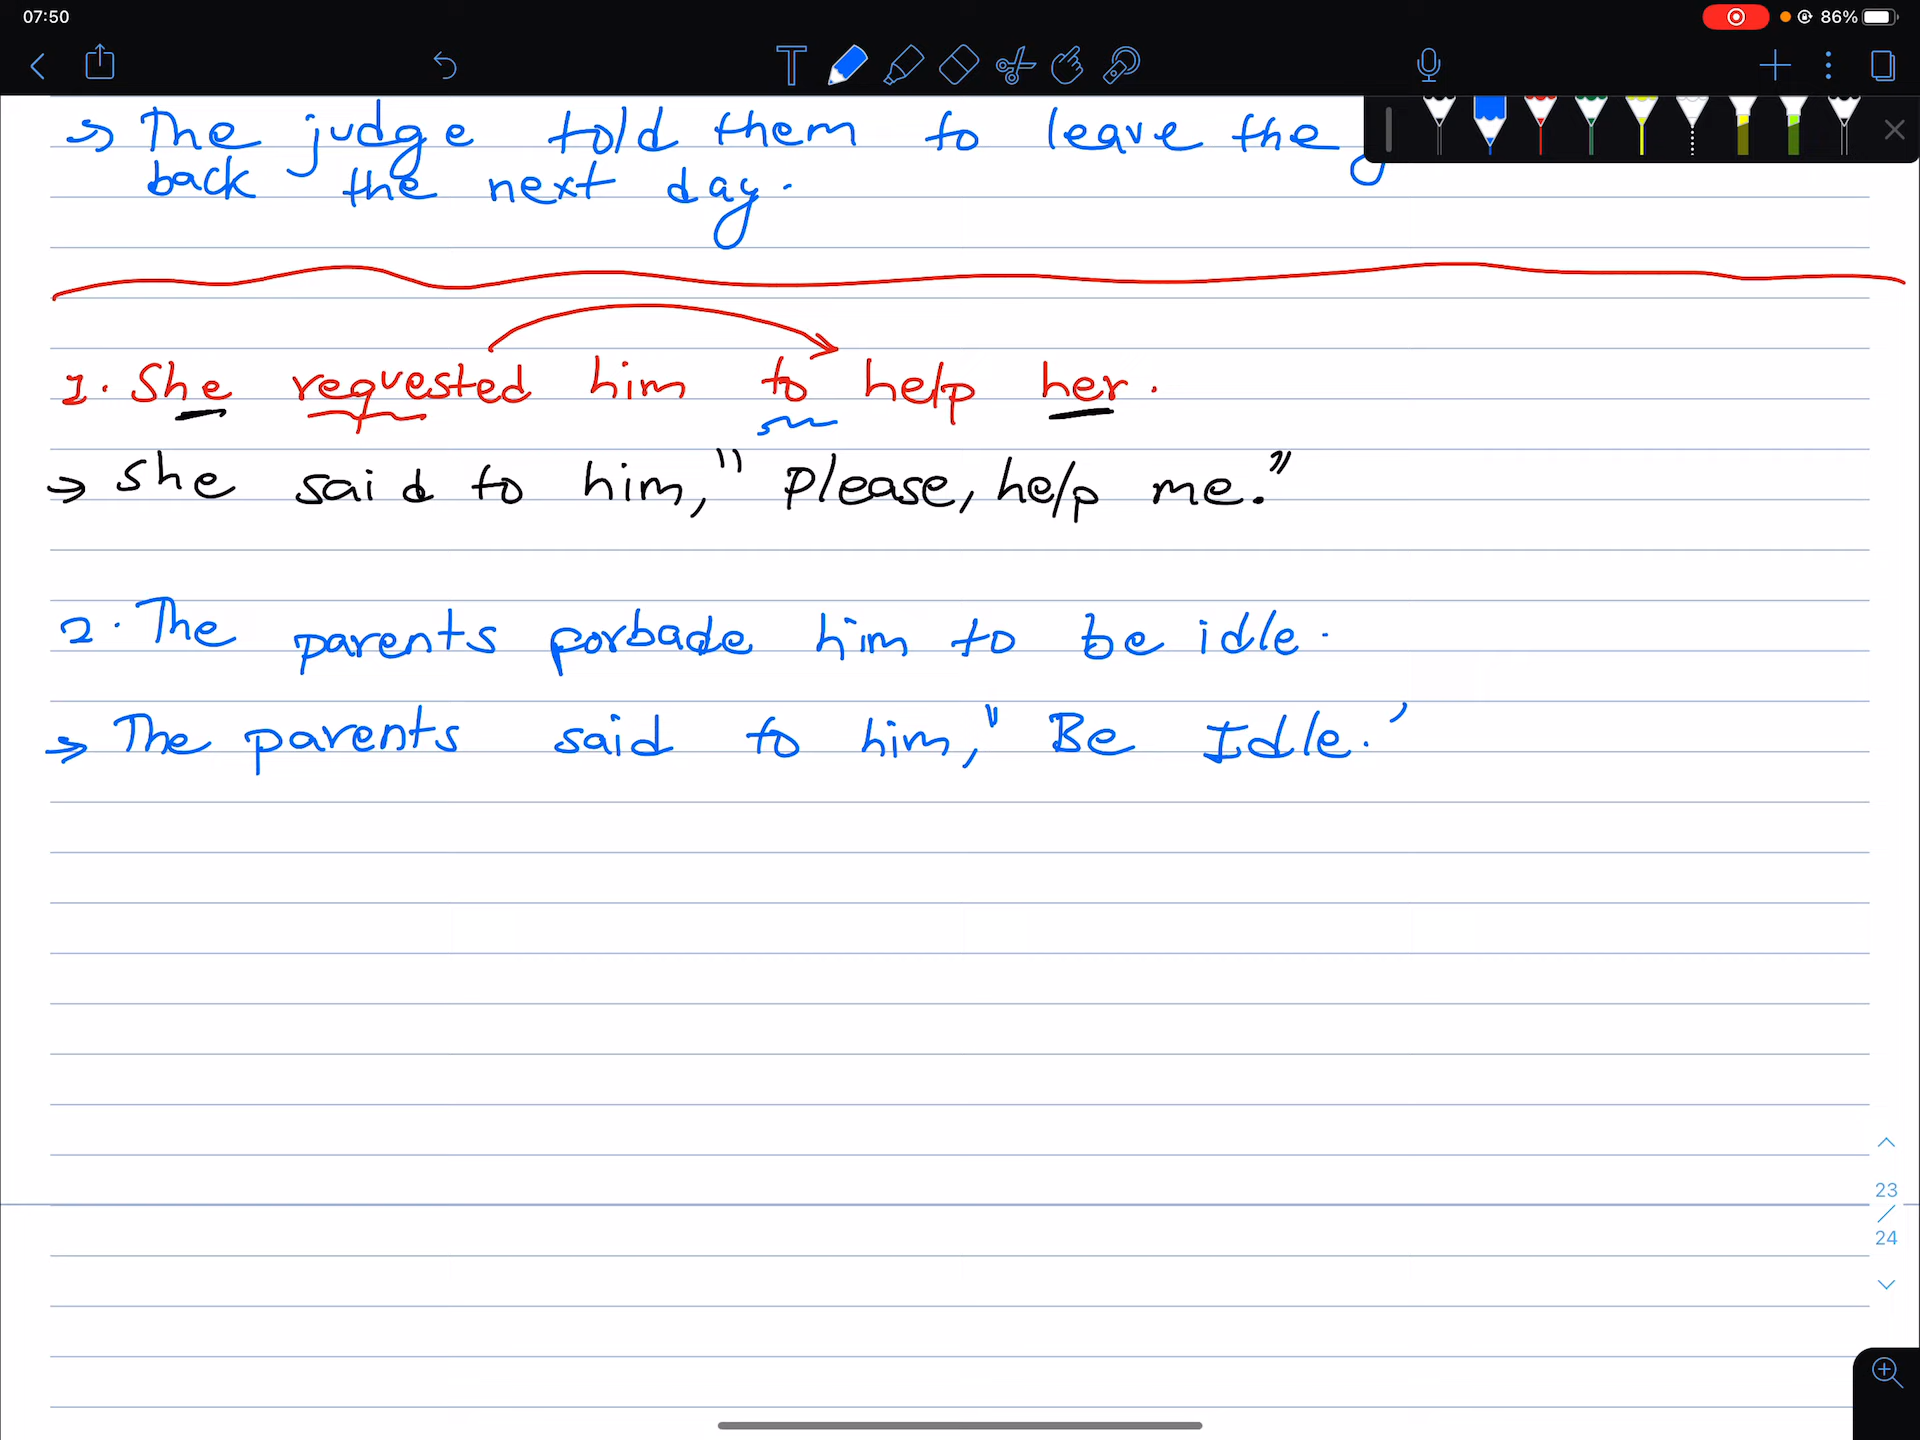 07:50
86%
→ The judge told them to leave the
back the next day.
1. She requested him to help her.
→ She said to him, " Please, help me."
2. The parents forbade him to be idle.
→ The parents said to him, " Be Idle.'
23
/
24